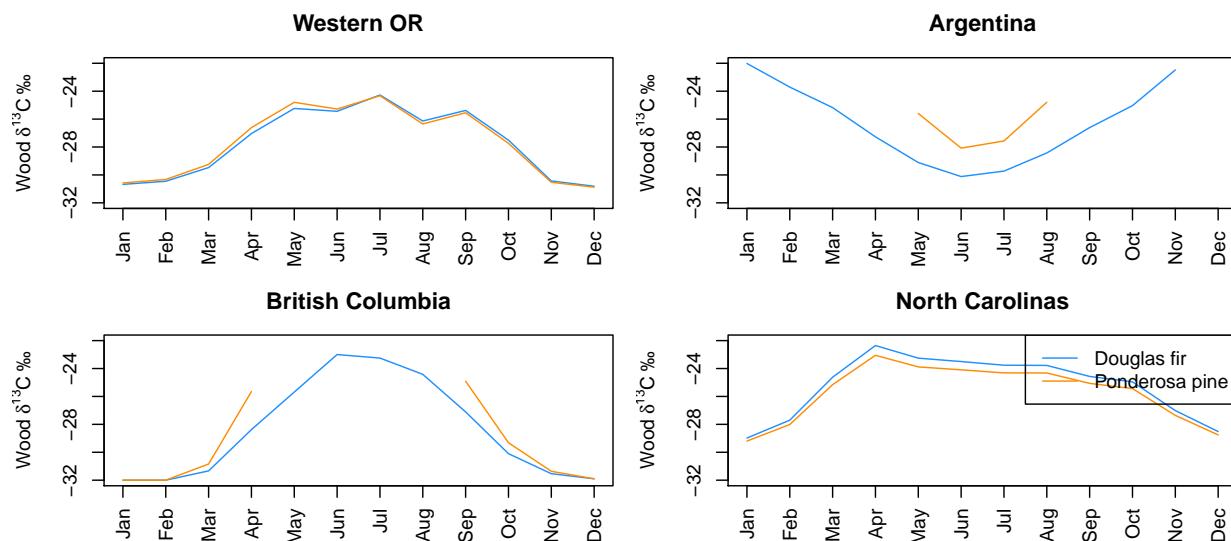 Western OR
Wood δ¹³C ‰
−24
−28
−32
Jan Feb Mar Apr May Jun Jul Aug Sep Oct Nov Dec
Argentina
Wood δ¹³C ‰
−24
−28
−32
Jan Feb Mar Apr May Jun Jul Aug Sep Oct Nov Dec
British Columbia
Wood δ¹³C ‰
−24
−28
−32
Jan Feb Mar Apr May Jun Jul Aug Sep Oct Nov Dec
North Carolinas
Wood δ¹³C ‰
−24
−28
−32
Douglas fir
Ponderosa pine
Jan Feb Mar Apr May Jun Jul Aug Sep Oct Nov Dec